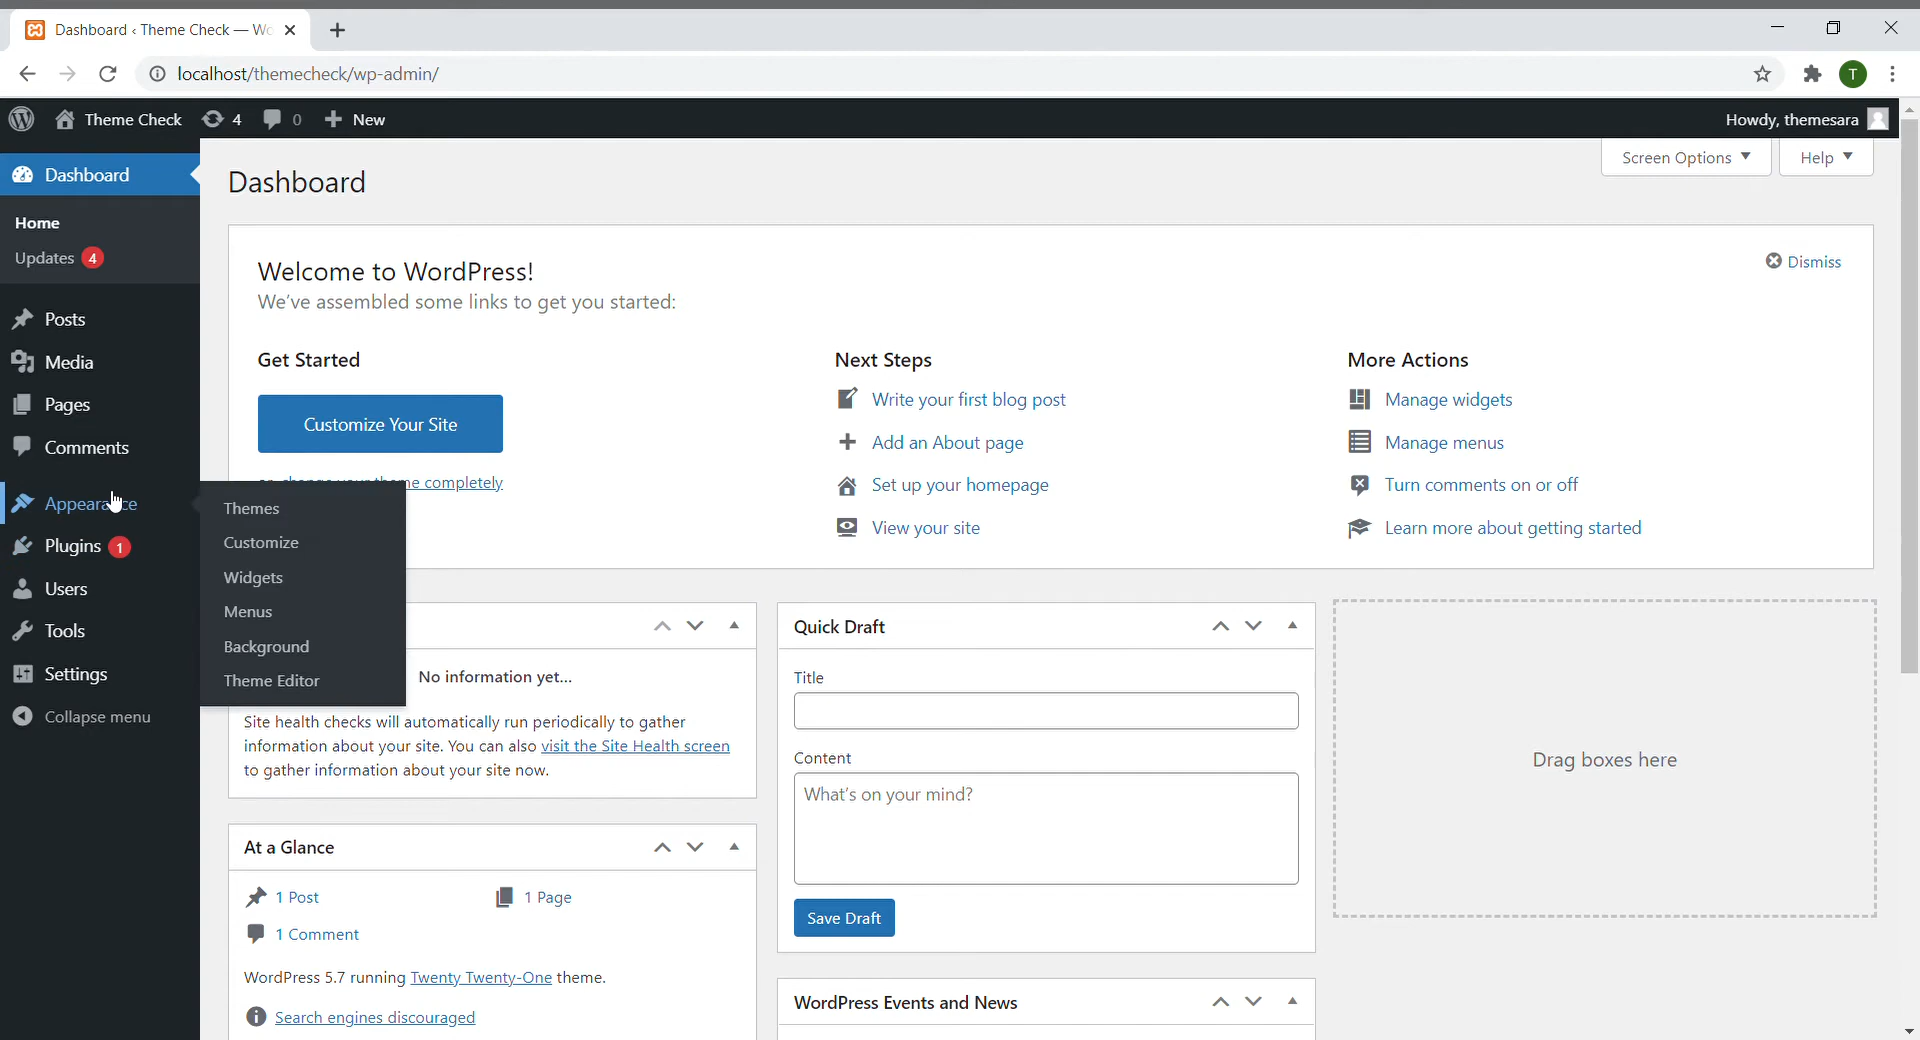 Dashboard ‹ Theme Check — Wo
localhost/themecheck/wp-admin/
T
Theme Check 4 0 New
Howdy, themesara
Dashboard
Home
Updates 4
Posts
Media
Pages
Comments
Appearance
Plugins 1
Users
Tools
Settings
Collapse menu
Themes
Customize
Widgets
Menus
Background
Theme Editor
Dashboard
Screen Options
Help
Welcome to WordPress!
We've assembled some links to get you started:
Dismiss
Get Started
Customize Your Site
or, change your theme completely
Next Steps
Write your first blog post
Add an About page
Set up your homepage
View your site
More Actions
Manage widgets
Manage menus
Turn comments on or off
Learn more about getting started
No information yet...
Site health checks will automatically run periodically to gather
information about your site. You can also visit the Site Health screen
to gather information about your site now.
At a Glance
1 Post
1 Page
1 Comment
WordPress 5.7 running Twenty Twenty-One theme.
Search engines discouraged
Quick Draft
Title
Content
What's on your mind?
Save Draft
WordPress Events and News
Drag boxes here